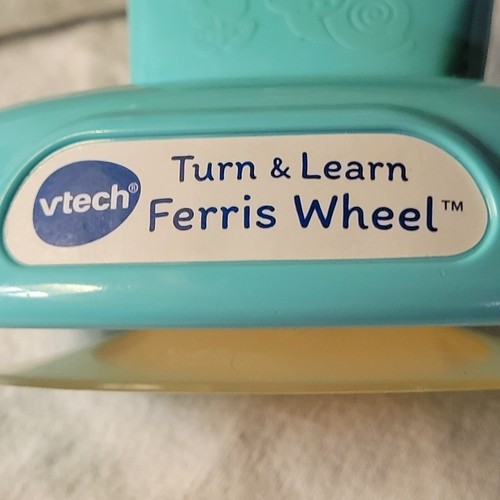 vtech®
Turn & Learn
Ferris Wheel™